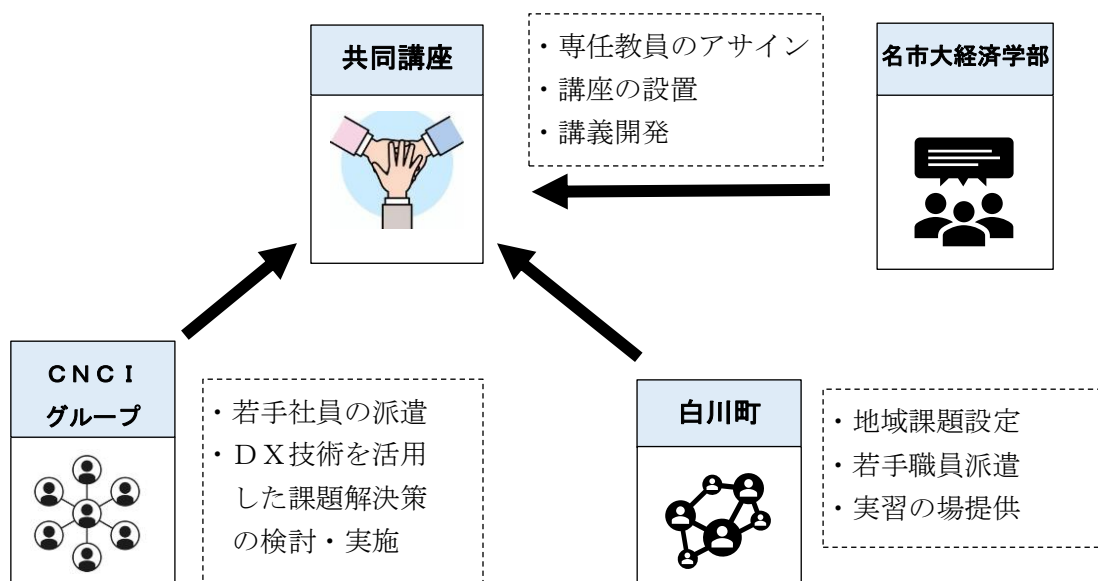 共同講座
・専任教員のアサイン
・講座の設置
・講義開発
名市大経済学部
ＣＮＣＩ
グループ
・若手社員の派遣
・ＤＸ技術を活用
した課題解決策
の検討・実施
白川町
・地域課題設定
・若手職員派遣
・実習の場提供